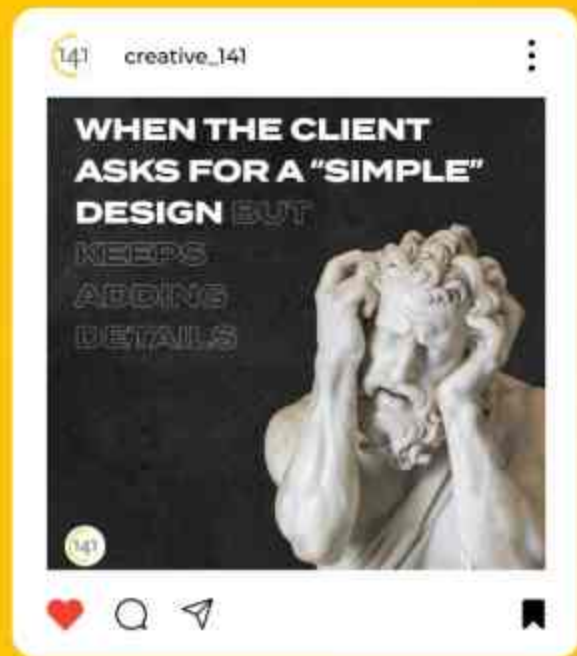 141 creative_141
WHEN THE CLIENT
ASKS FOR A “SIMPLE”
DESIGN BUT
KEEPS
ADDING
DETAILS
141